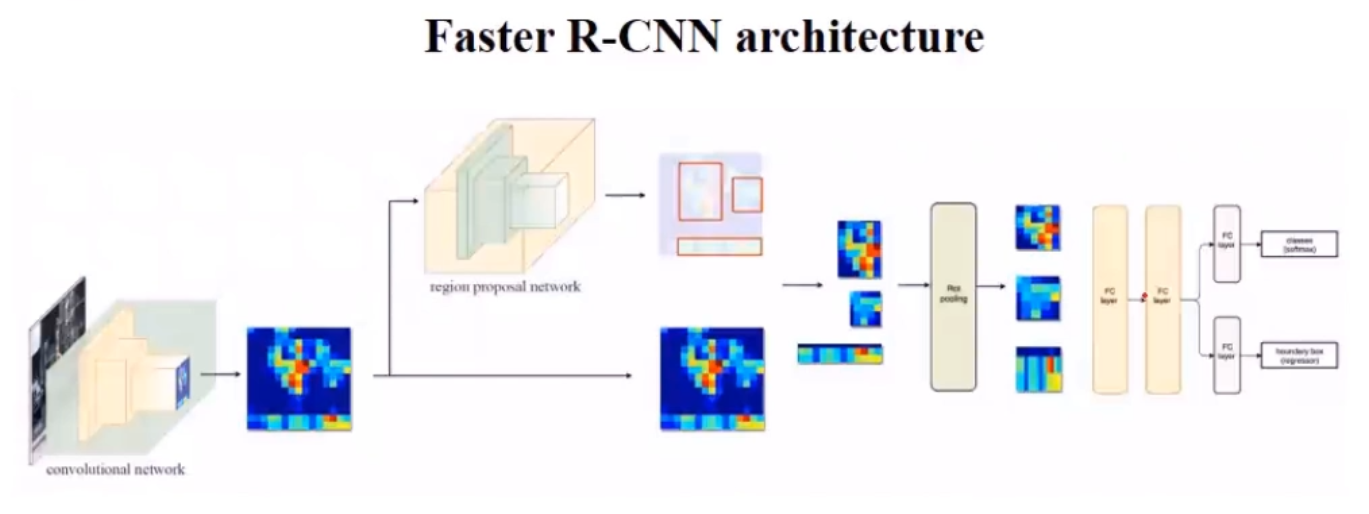 Faster R-CNN architecture
region proposal network
convolutional network
RoI
pooling
FC
layer
FC
layer
FC
layer
classes
(softmax)
FC
layer
boundary box
(regressor)